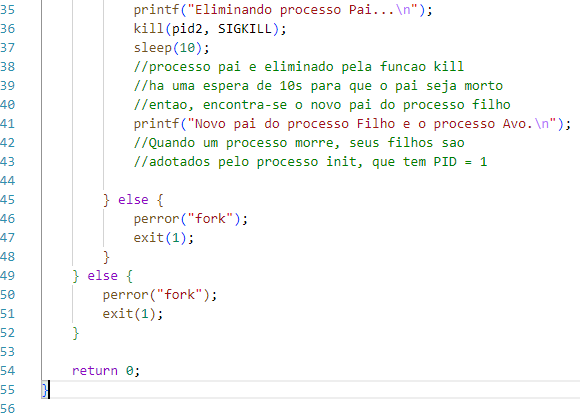 35 printf("Eliminando processo Pai...\n");
36 kill(pid2, SIGKILL);
37 sleep(10);
38 //processo pai e eliminado pela funcao kill
39 //ha uma espera de 10s para que o pai seja morto
40 //entao, encontra-se o novo pai do processo filho
41 printf("Novo pai do processo Filho e o processo Avo.\n");
42 //Quando um processo morre, seus filhos sao
43 //adotados pelo processo init, que tem PID = 1
44
45 } else {
46 perror("fork");
47 exit(1);
48 }
49 } else {
50 perror("fork");
51 exit(1);
52 }
53
54 return 0;
55 }
56